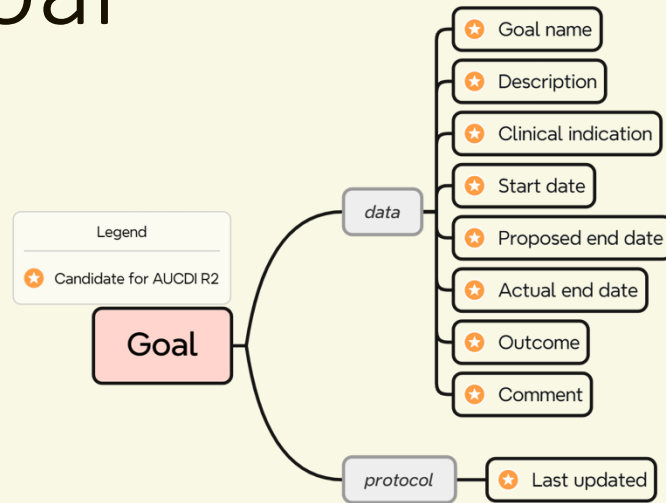 Goal name
Description
Clinical indication
Start date
data
Legend
Proposed end date
Candidate for AUCDI R2
Actual end date
Goal
Outcome
Comment
protocol
Last updated